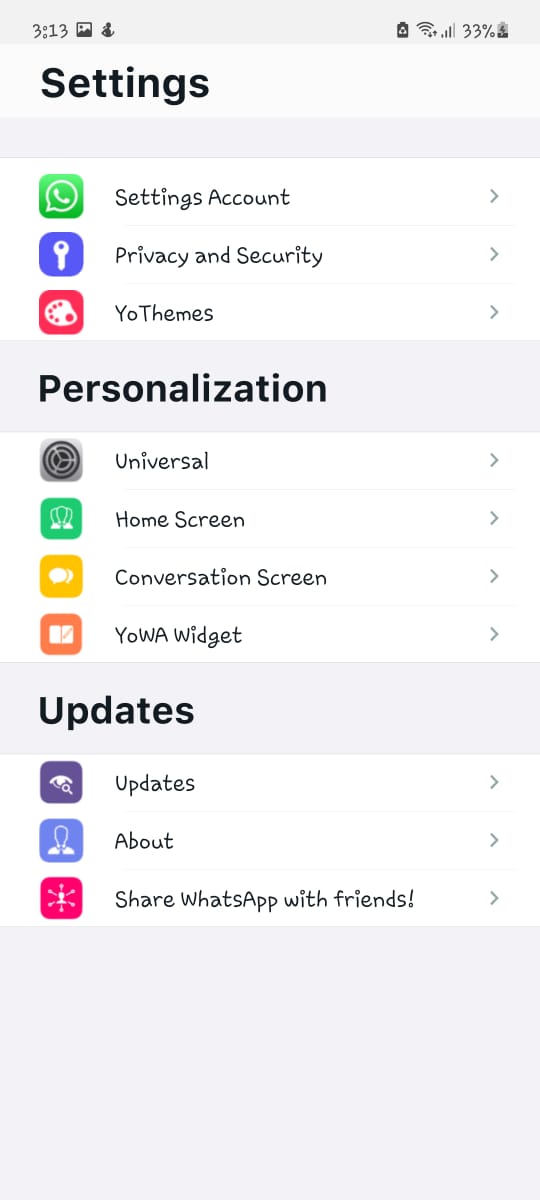 3:13 33%
Settings
Settings Account
Privacy and Security
YoThemes
Personalization
Universal
Home Screen
Conversation Screen
YoWA Widget
Updates
Updates
About
Share WhatsApp with friends!